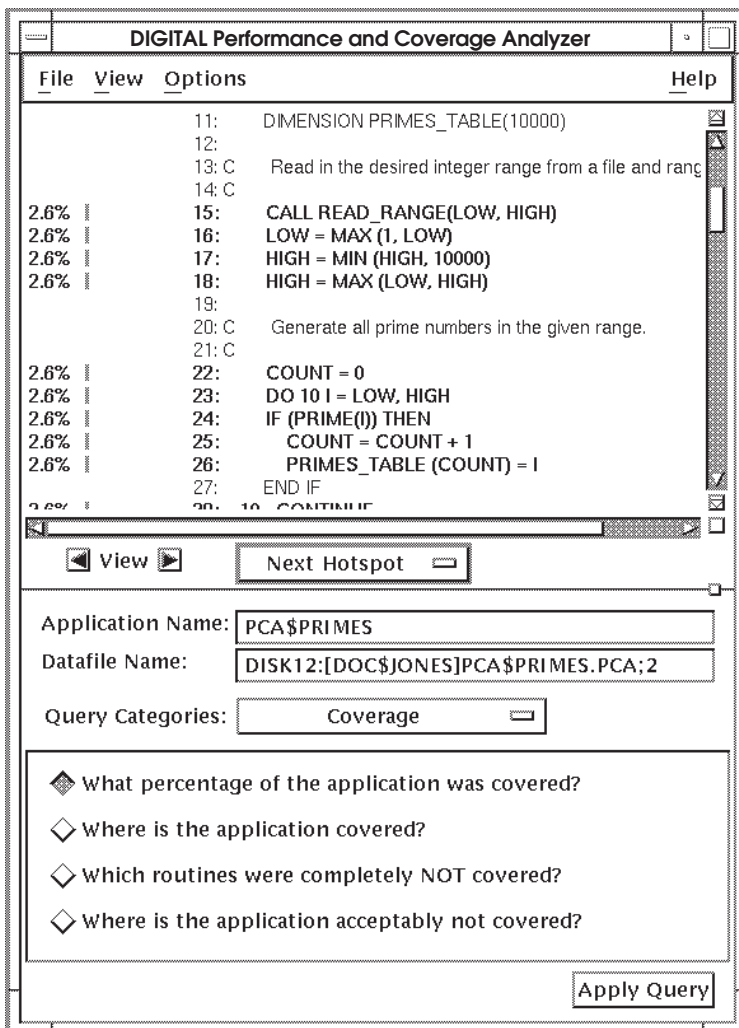 DIGITAL Performance and Coverage Analyzer
File View Options Help
11: DIMENSION PRIMES_TABLE(10000)
12:
13: C Read in the desired integer range from a file and rang
14: C
2.6% 15: CALL READ_RANGE(LOW, HIGH)
2.6% 16: LOW = MAX (1, LOW)
2.6% 17: HIGH = MIN (HIGH, 10000)
2.6% 18: HIGH = MAX (LOW, HIGH)
19:
20: C Generate all prime numbers in the given range.
21: C
2.6% 22: COUNT = 0
2.6% 23: DO 10 I = LOW, HIGH
2.6% 24: IF (PRIME(I)) THEN
2.6% 25: COUNT = COUNT + 1
2.6% 26: PRIMES_TABLE (COUNT) = I
27: END IF
2.6% 28: 10 CONTINUE
View Next Hotspot
Application Name: PCA$PRIMES
Datafile Name: DISK12:[DOC$JONES]PCA$PRIMES.PCA;2
Query Categories: Coverage
What percentage of the application was covered?
Where is the application covered?
Which routines were completely NOT covered?
Where is the application acceptably not covered?
Apply Query